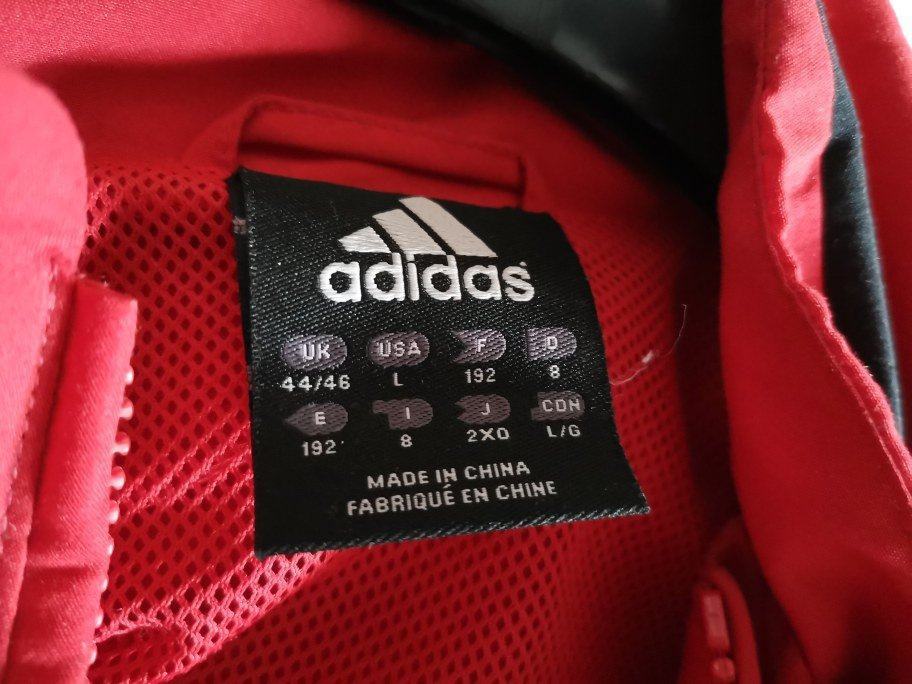 adidas
UK USA F D
44/46 L 192 8
E I J CDN
192 8 2XO L/G
MADE IN CHINA
FABRIQUÉ EN CHINE